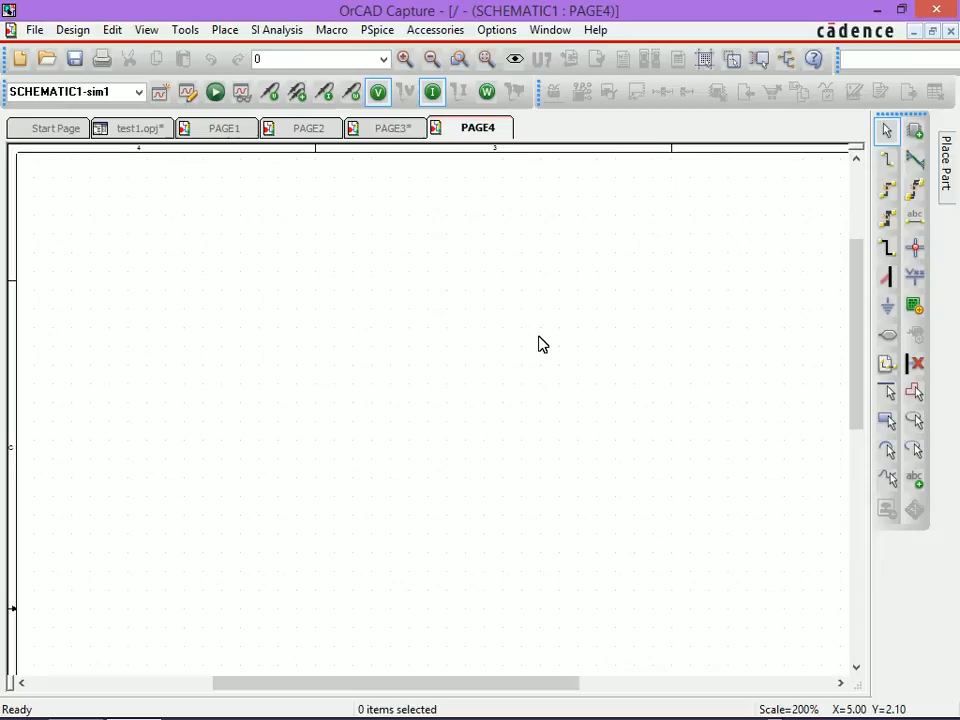 OrCAD Capture - [/ - (SCHEMATIC1 : PAGE4)]
File Design Edit View Tools Place SI Analysis Macro PSpice Accessories Options Window Help
cādence
0
U?
SCHEMATIC1-sim1
V I W
Start Page test1.opj* PAGE1 PAGE2 PAGE3* PAGE4
4 3
C
Place Part
abc
abc
Ready 0 items selected Scale=200% X=5.00 Y=2.10